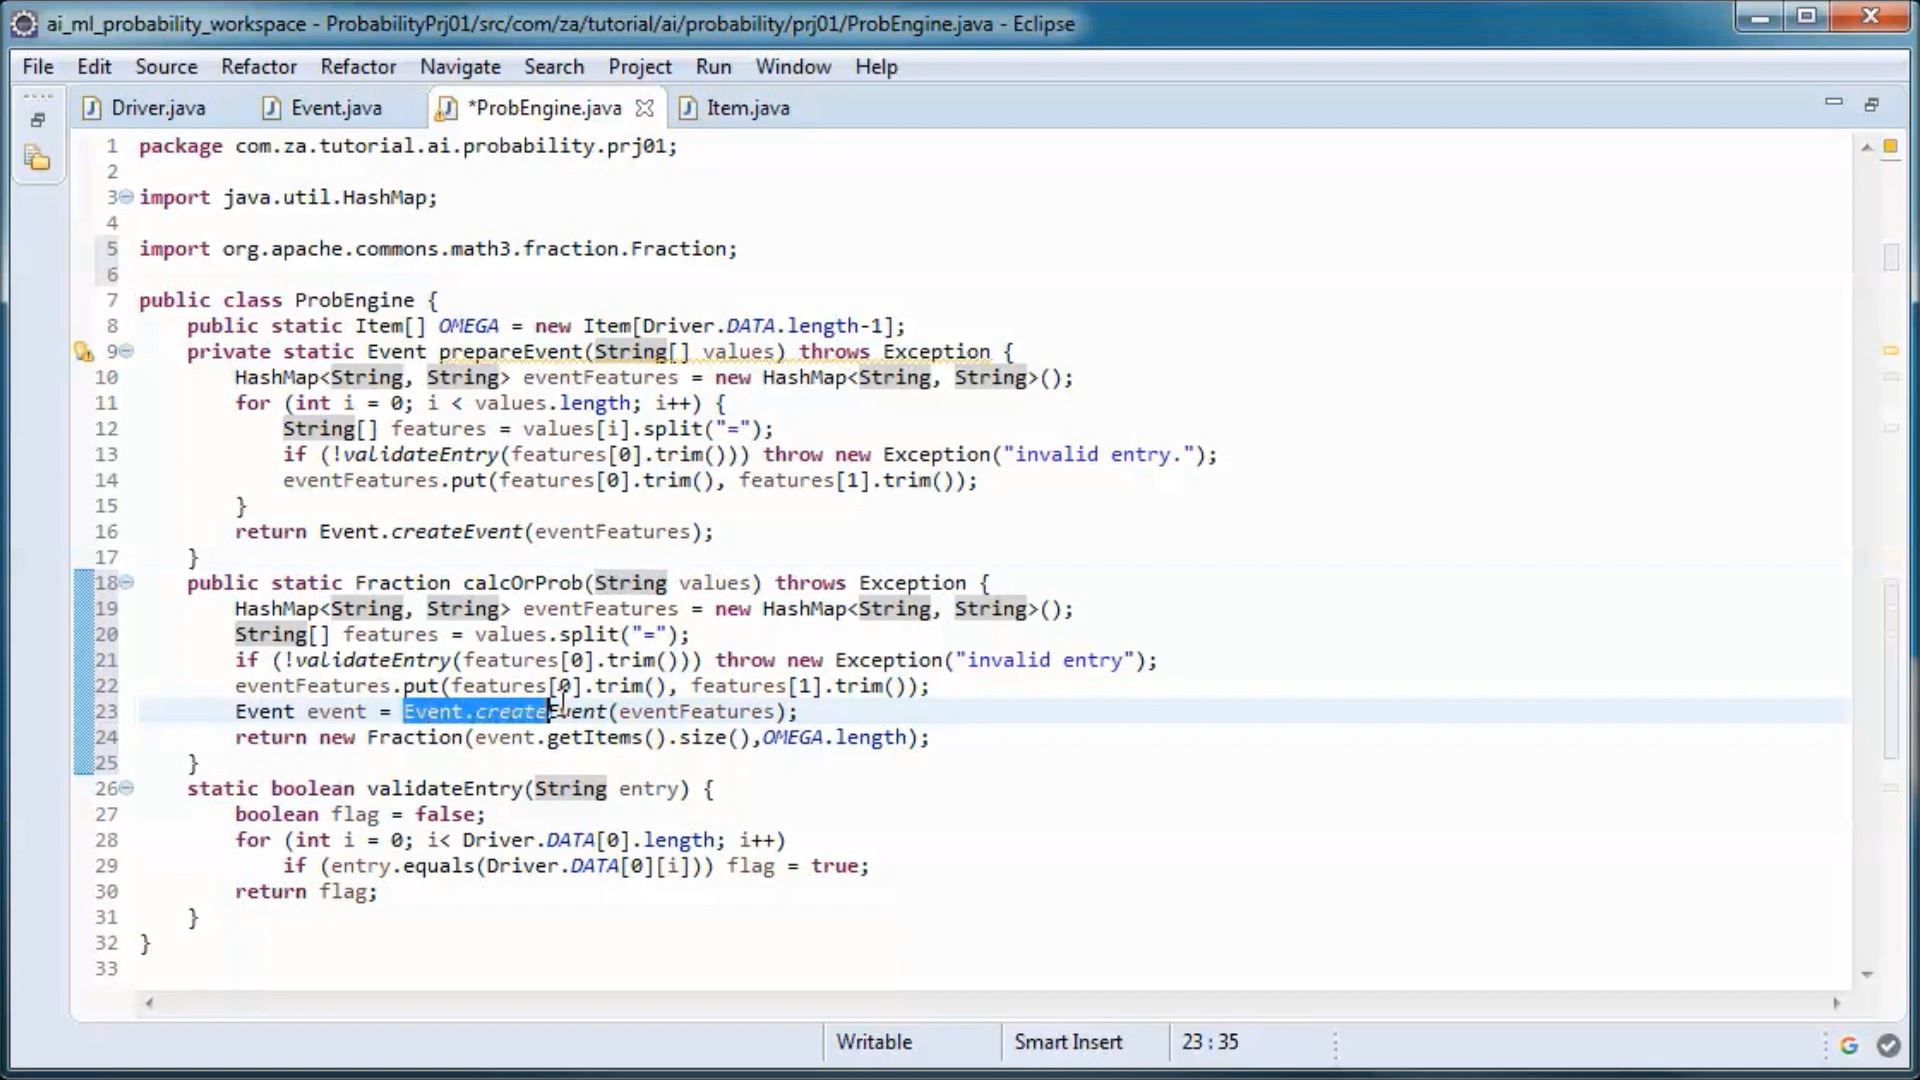 ai_ml_probability_workspace - ProbabilityPrj01/src/com/za/tutorial/ai/probability/prj01/ProbEngine.java - Eclipse
File Edit Source Refactor Refactor Navigate Search Project Run Window Help
Driver.java Event.java *ProbEngine.java Item.java
1 package com.za.tutorial.ai.probability.prj01;
2
3 import java.util.HashMap;
4
5 import org.apache.commons.math3.fraction.Fraction;
6
7 public class ProbEngine {
8 public static Item[] OMEGA = new Item[Driver.DATA.length-1];
9 private static Event prepareEvent(String[] values) throws Exception {
10 HashMap<String, String> eventFeatures = new HashMap<String, String>();
11 for (int i = 0; i < values.length; i++) {
12 String[] features = values[i].split("=");
13 if (!validateEntry(features[0].trim())) throw new Exception("invalid entry.");
14 eventFeatures.put(features[0].trim(), features[1].trim());
15 }
16 return Event.createEvent(eventFeatures);
17 }
18 public static Fraction calcOrProb(String values) throws Exception {
19 HashMap<String, String> eventFeatures = new HashMap<String, String>();
20 String[] features = values.split("=");
21 if (!validateEntry(features[0].trim())) throw new Exception("invalid entry");
22 eventFeatures.put(features[0].trim(), features[1].trim());
23 Event event = Event.createEvent(eventFeatures);
24 return new Fraction(event.getItems().size(),OMEGA.length);
25 }
26 static boolean validateEntry(String entry) {
27 boolean flag = false;
28 for (int i = 0; i< Driver.DATA[0].length; i++)
29 if (entry.equals(Driver.DATA[0][i])) flag = true;
30 return flag;
31 }
32 }
33
Writable Smart Insert 23 : 35